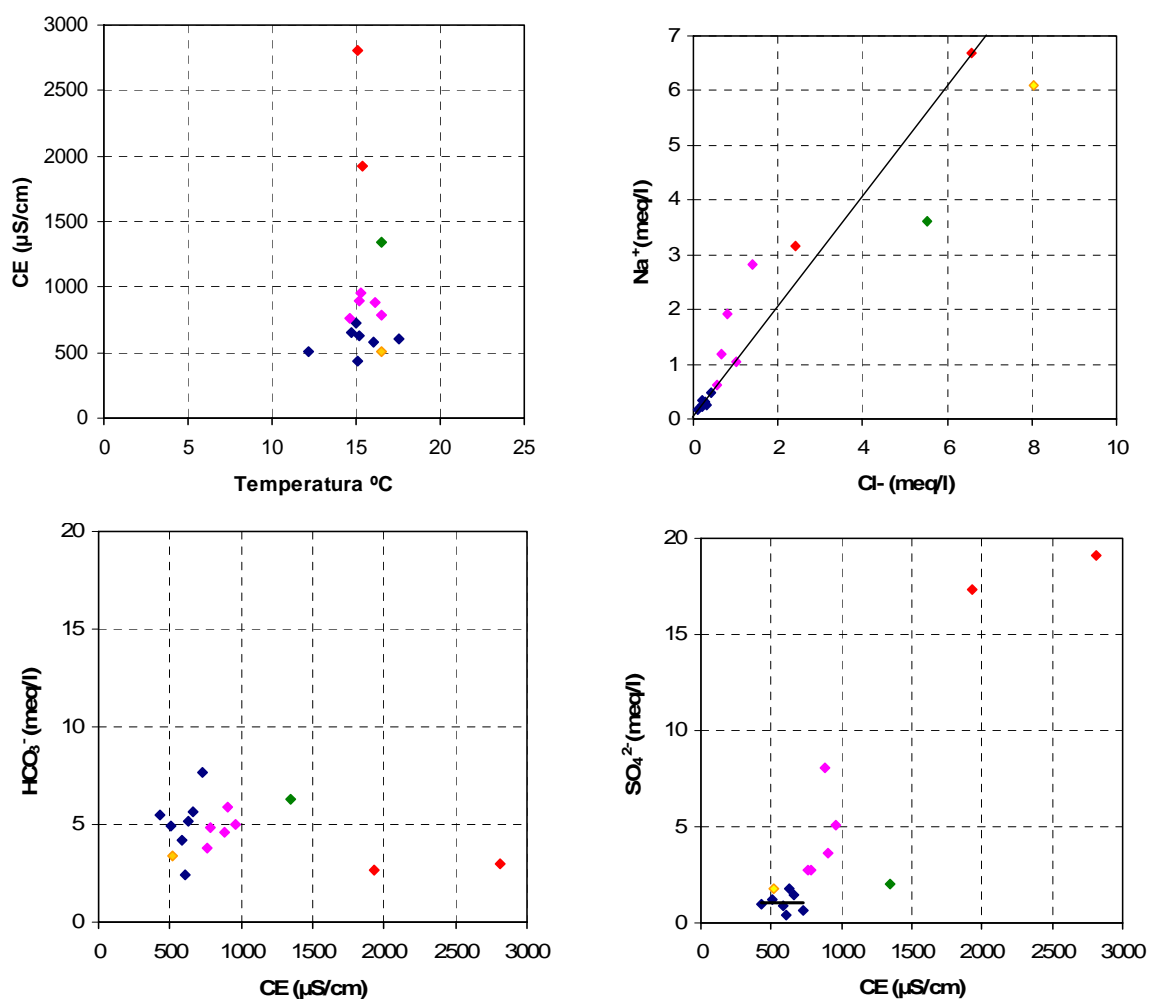 3000
2500
2000
1500
1000
500
0
CE (µS/cm)
0 5 10 15 20 25
Temperatura ºC
7
6
5
4
3
2
1
0
Na⁺ (meq/l)
0 2 4 6 8 10
Cl- (meq/l)
20
15
10
5
0
HCO₃⁻ (meq/l)
0 500 1000 1500 2000 2500 3000
CE (µS/cm)
20
15
10
5
0
SO₄²⁻ (meq/l)
0 500 1000 1500 2000 2500 3000
CE (µS/cm)